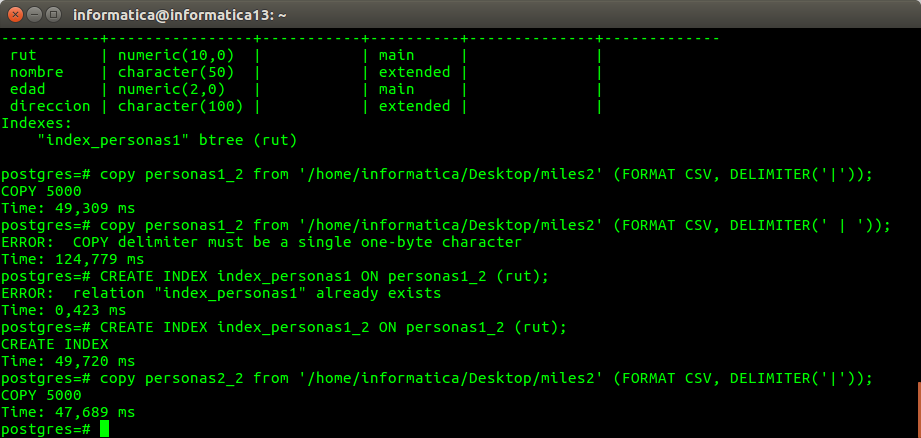 informatica@informatica13: ~
-----------+----------------+-----------+----------+--------------+-------------
 rut       | numeric(10,0)  |           | main     |              |
 nombre    | character(50)  |           | extended |              |
 edad      | numeric(2,0)   |           | main     |              |
 direccion | character(100) |           | extended |              |
Indexes:
    "index_personas1" btree (rut)

postgres=# copy personas1_2 from '/home/informatica/Desktop/miles2' (FORMAT CSV, DELIMITER('|'));
COPY 5000
Time: 49,309 ms
postgres=# copy personas1_2 from '/home/informatica/Desktop/miles2' (FORMAT CSV, DELIMITER(' | '));
ERROR:  COPY delimiter must be a single one-byte character
Time: 124,779 ms
postgres=# CREATE INDEX index_personas1 ON personas1_2 (rut);
ERROR:  relation "index_personas1" already exists
Time: 0,423 ms
postgres=# CREATE INDEX index_personas1_2 ON personas1_2 (rut);
CREATE INDEX
Time: 49,720 ms
postgres=# copy personas2_2 from '/home/informatica/Desktop/miles2' (FORMAT CSV, DELIMITER('|'));
COPY 5000
Time: 47,689 ms
postgres=#